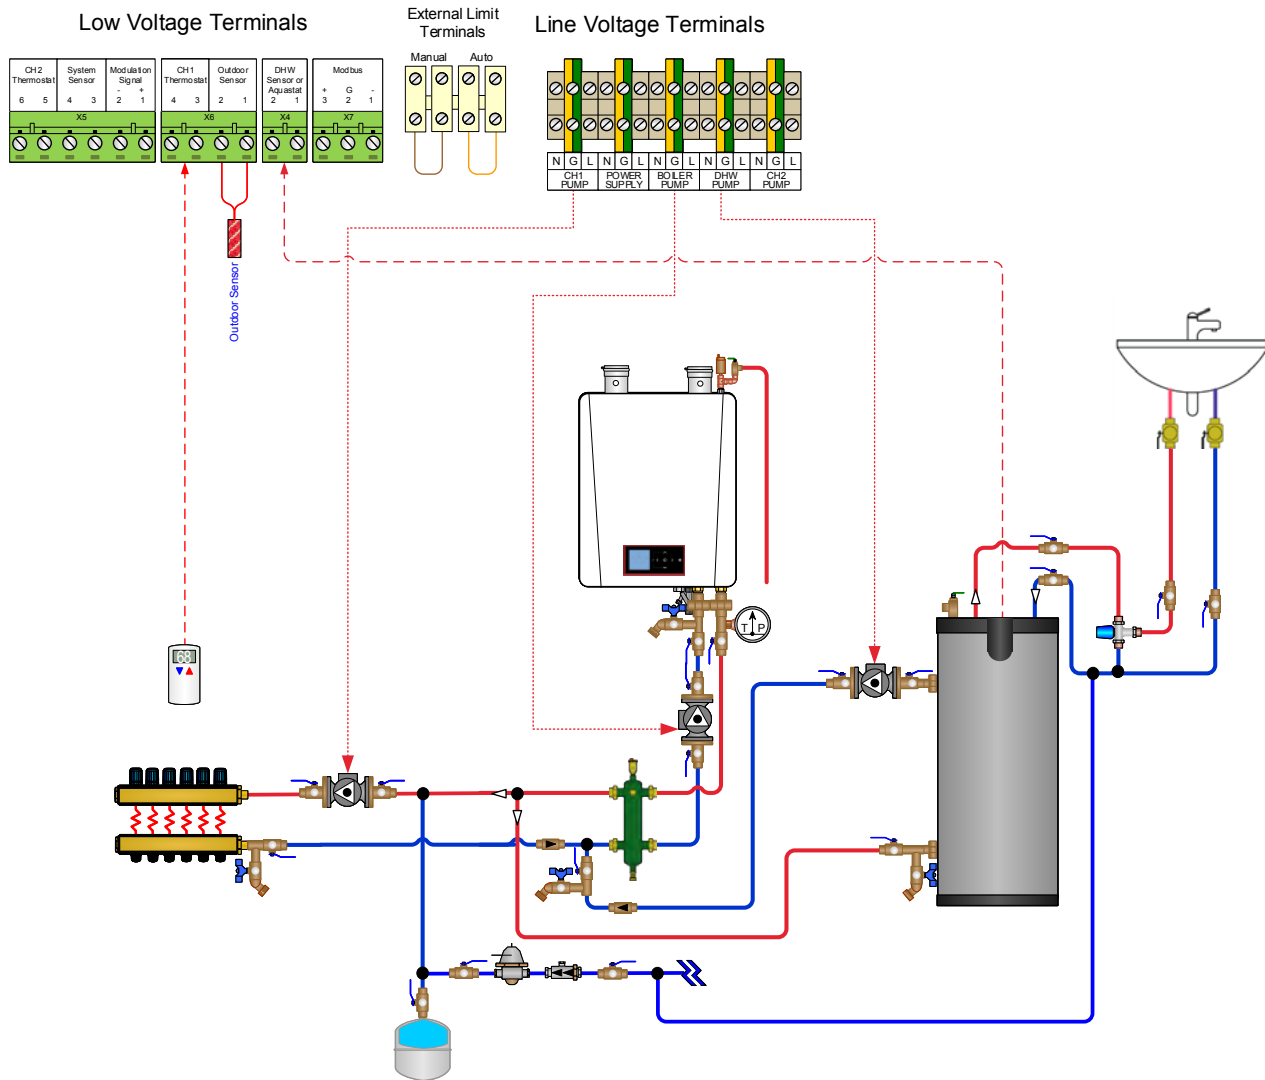 Low Voltage Terminals
External Limit
Terminals
Line Voltage Terminals
Manual
Auto
CH2
Thermostat
6 5
System
Sensor
4 3
Modulation
Signal
- +
2 1
X5
CH1
Thermostat
4 3
Outdoor
Sensor
2 1
X6
DHW
Sensor or
Aquastat
2 1
X4
Modbus
+ G -
3 2 1
X7
N G L N G L N G L N G L N G L
CH1
PUMP
POWER
SUPPLY
BOILER
PUMP
DHW
PUMP
CH2
PUMP
Outdoor Sensor
T P
68